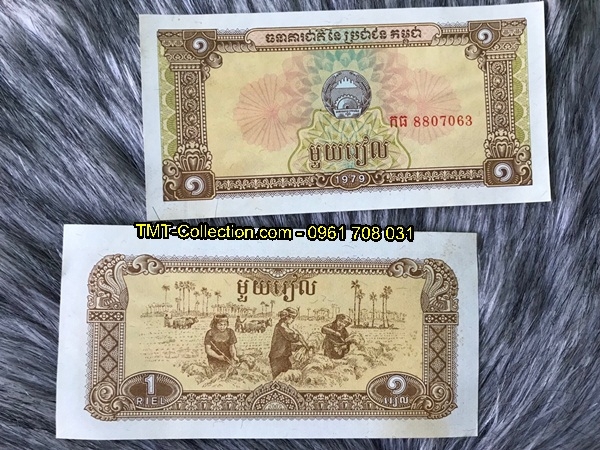 ធនាគារជាតិនៃប្រជាជនកម្ពុជា
១ ១
កធ 8807063
មួយរៀល
១ 1979 ១
TMT-Collection.com - 0961 708 031
មួយរៀល
1 ១
RIEL រៀល